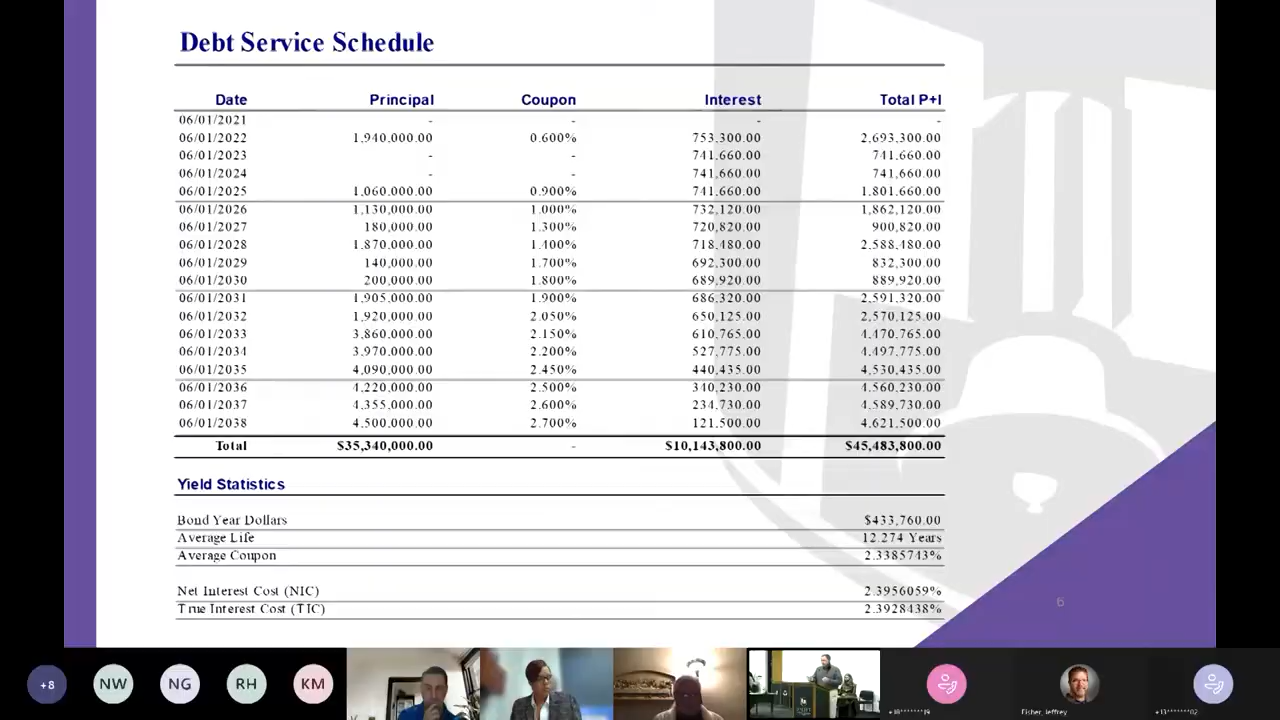 Debt Service Schedule
Date Principal Coupon Interest Total P+I
06/01/2021 - - - -
06/01/2022 1,940,000.00 0.600% 753,300.00 2,693,300.00
06/01/2023 - - 741,660.00 741,660.00
06/01/2024 - - 741,660.00 741,660.00
06/01/2025 1,060,000.00 0.900% 741,660.00 1,801,660.00
06/01/2026 1,130,000.00 1.000% 732,120.00 1,862,120.00
06/01/2027 180,000.00 1.300% 720,820.00 900,820.00
06/01/2028 1,870,000.00 1.400% 718,480.00 2,588,480.00
06/01/2029 140,000.00 1.700% 692,300.00 832,300.00
06/01/2030 200,000.00 1.800% 689,920.00 889,920.00
06/01/2031 1,905,000.00 1.900% 686,320.00 2,591,320.00
06/01/2032 1,920,000.00 2.050% 650,125.00 2,570,125.00
06/01/2033 3,860,000.00 2.150% 610,765.00 4,470,765.00
06/01/2034 3,970,000.00 2.200% 527,775.00 4,497,775.00
06/01/2035 4,090,000.00 2.450% 440,435.00 4,530,435.00
06/01/2036 4,220,000.00 2.500% 340,230.00 4,560,230.00
06/01/2037 4,355,000.00 2.600% 234,730.00 4,589,730.00
06/01/2038 4,500,000.00 2.700% 121,500.00 4,621,500.00
Total $35,340,000.00 - $10,143,800.00 $45,483,800.00
Yield Statistics
Bond Year Dollars $433,760.00
Average Life 12.274 Years
Average Coupon 2.3385743%
Net Interest Cost (NIC) 2.3956059%
True Interest Cost (TIC) 2.3928438%
6
+8 NW NG RH KM
+18*******19 Fisher, Jeffrey +13*******02